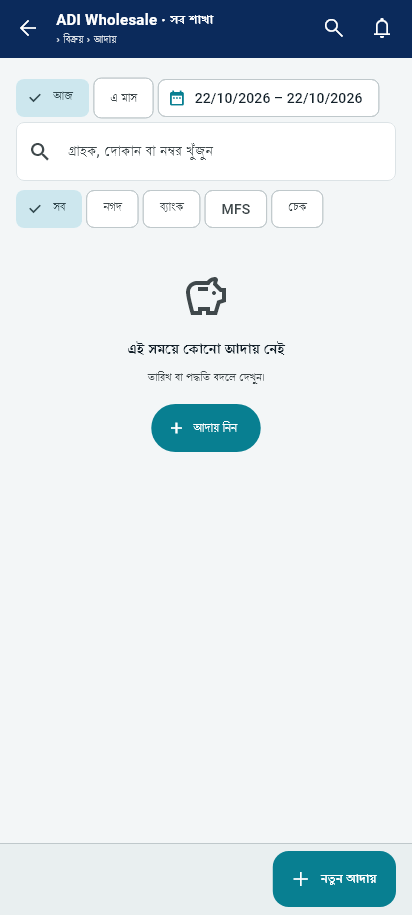 ADI Wholesale · সব শাখা
› বিক্রয় › আদায়
আজ
এ মাস
22/10/2026 – 22/10/2026
গ্রাহক, দোকান বা নম্বর খুঁজুন
সব
নগদ
ব্যাংক
MFS
চেক
এই সময়ে কোনো আদায় নেই
তারিখ বা পদ্ধতি বদলে দেখুন।
+ আদায় নিন
+ নতুন আদায়